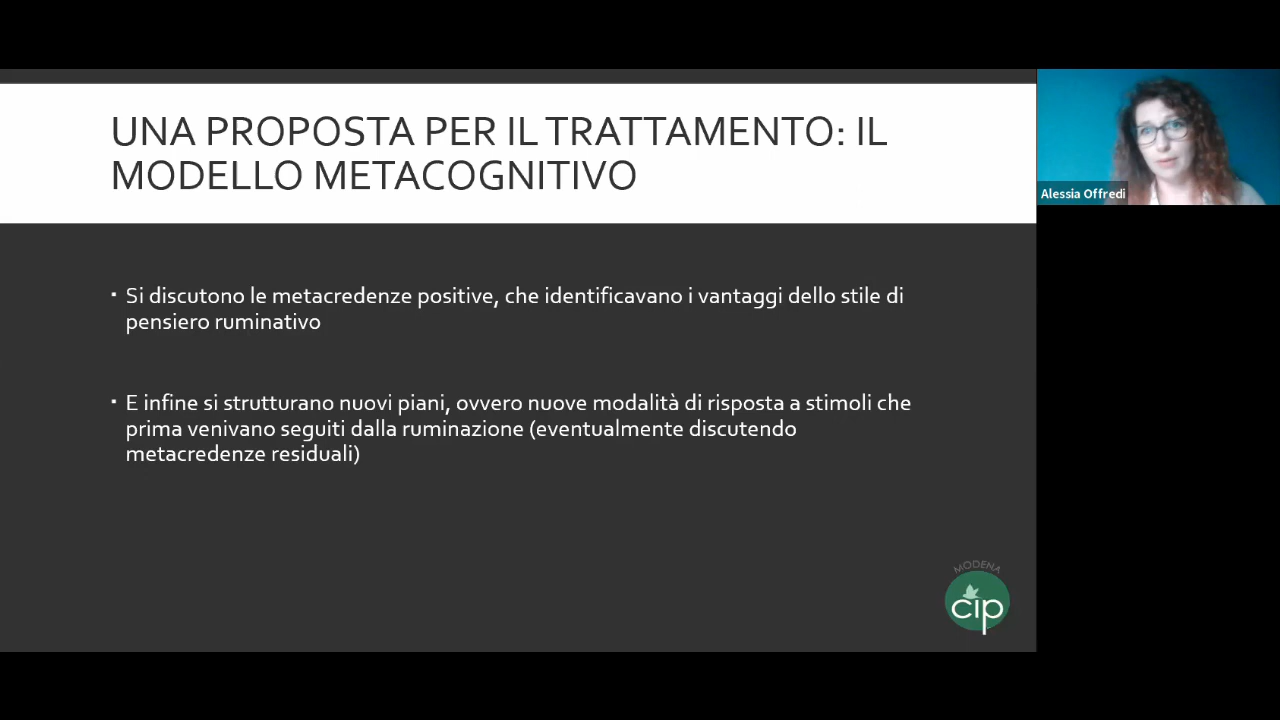 UNA PROPOSTA PER IL TRATTAMENTO: IL
MODELLO METACOGNITIVO
Alessia Offredi
▪ Si discutono le metacredenze positive, che identificavano i vantaggi dello stile di
pensiero ruminativo
▪ E infine si strutturano nuovi piani, ovvero nuove modalità di risposta a stimoli che
prima venivano seguiti dalla ruminazione (eventualmente discutendo
metacredenze residuali)
MODENA
cip